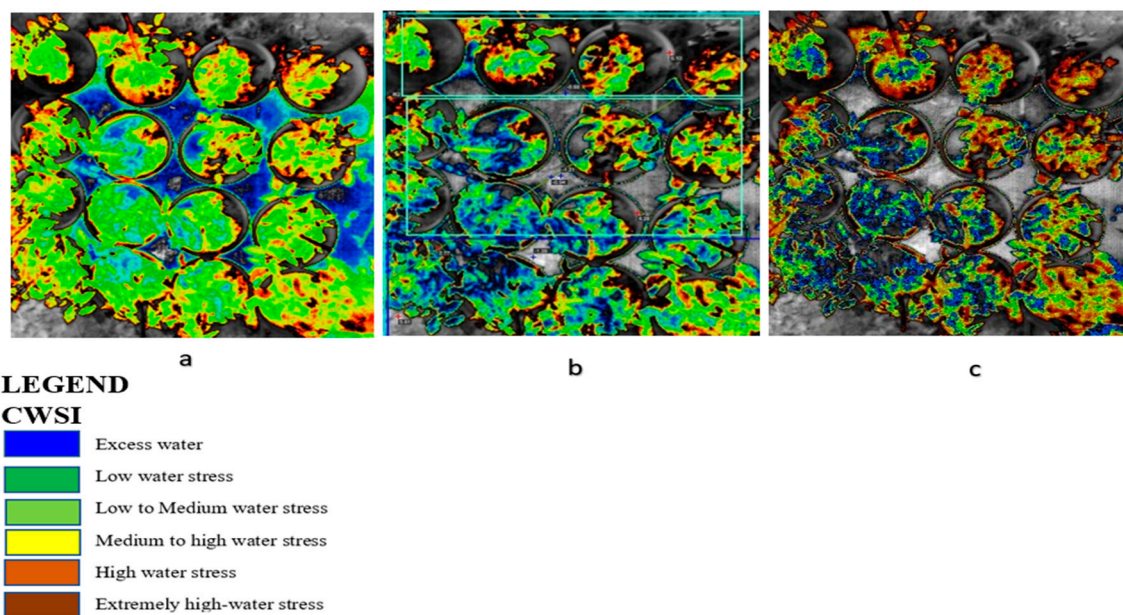 a
b
c
LEGEND
CWSI
Excess water
Low water stress
Low to Medium water stress
Medium to high water stress
High water stress
Extremely high-water stress